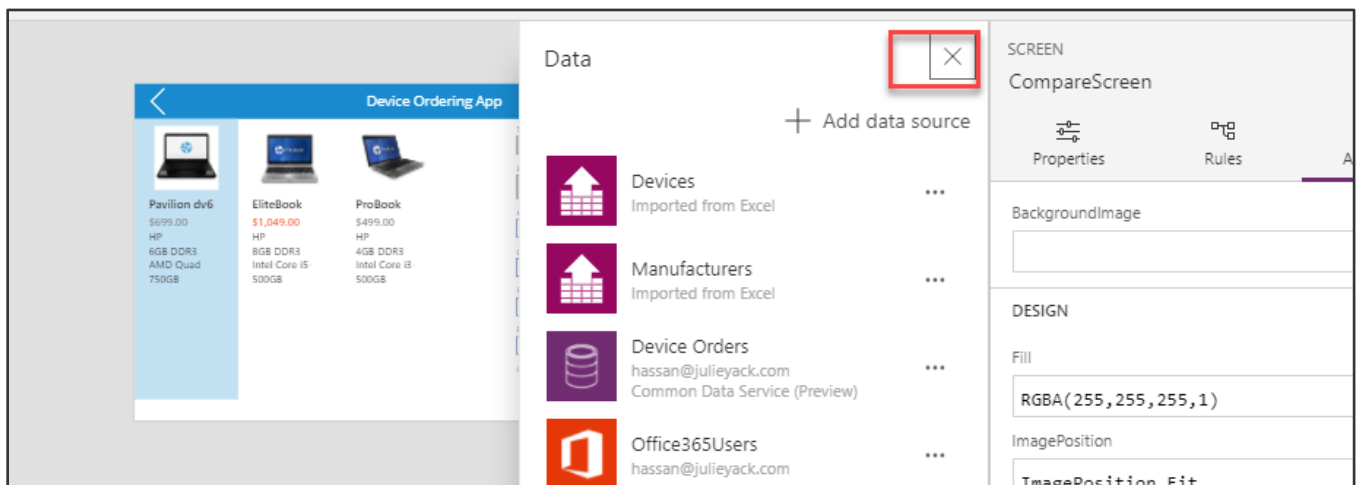 Device Ordering App
Pavilion dv6
$699.00
HP
6GB DDR3
AMD Quad
750GB
EliteBook
$1,049.00
HP
8GB DDR3
Intel Core i5-
500GB
ProBook
$499.00
HP
4GB DDR3
Intel Core i3-
500GB
Data
Add data source
Devices
Imported from Excel
Manufacturers
Imported from Excel
Device Orders
hassan@julieyack.com
Common Data Service (Preview)
Office365Users
hassan@julieyack.com
SCREEN
CompareScreen
Properties
Rules
A
BackgroundImage
DESIGN
Fill
RGBA(255,255,255,1)
ImagePosition
ImagePosition.Fit